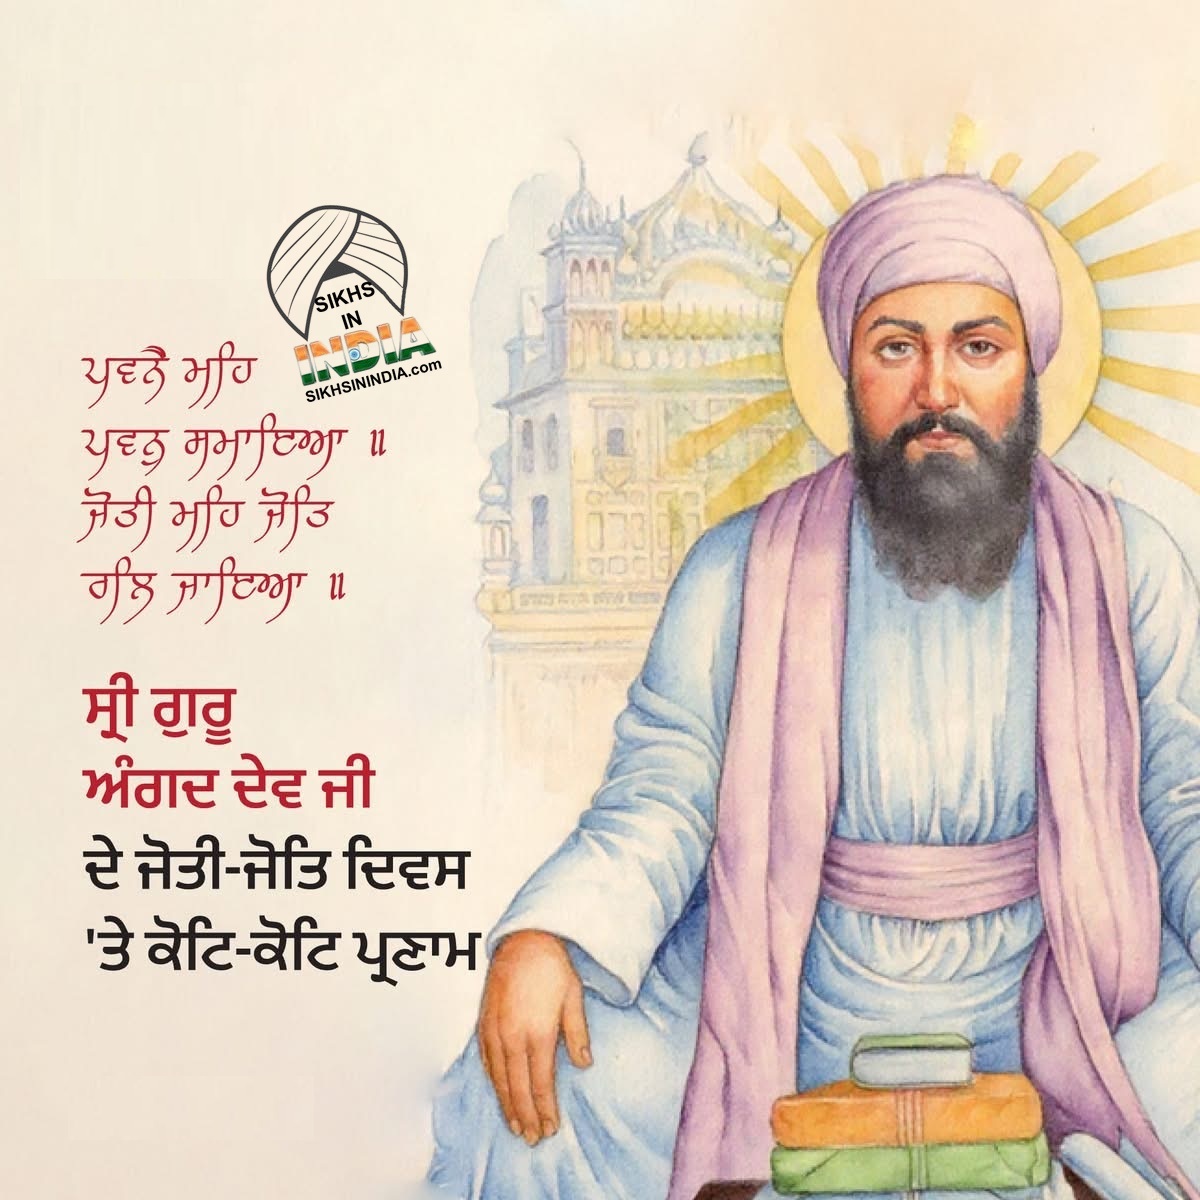 SIKHS
IN
INDIA
SIKHSININDIA.com
ਪਵਨੈ ਮਹਿ
ਪਵਨੁ ਸਮਾਇਆ ॥
ਜੋਤੀ ਮਹਿ ਜੋਤਿ
ਰਲਿ ਜਾਇਆ ॥
ਸ੍ਰੀ ਗੁਰੂ
ਅੰਗਦ ਦੇਵ ਜੀ
ਦੇ ਜੋਤੀ-ਜੋਤਿ ਦਿਵਸ
'ਤੇ ਕੋਟਿ-ਕੋਟਿ ਪ੍ਰਣਾਮ